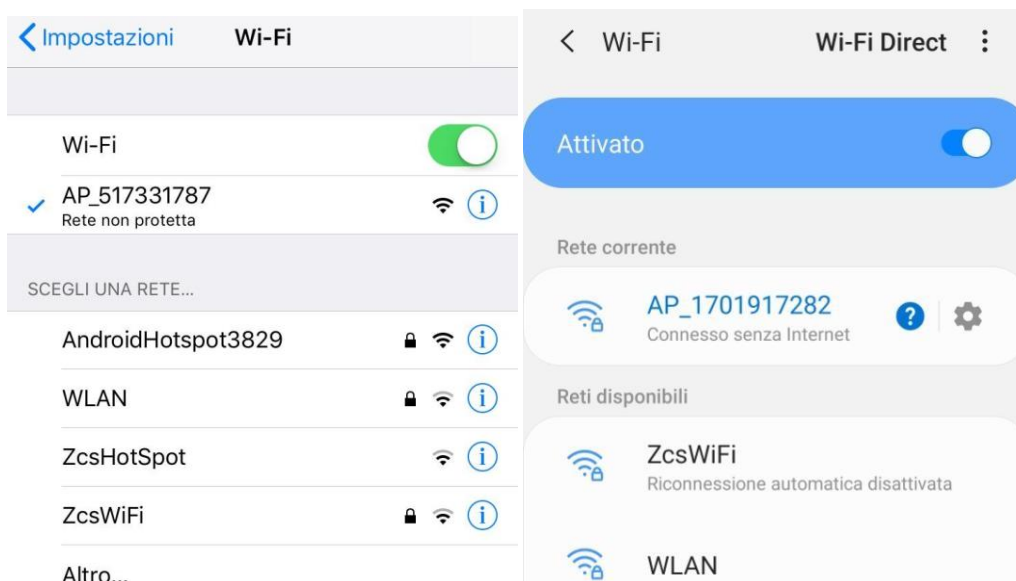 Impostazioni Wi-Fi
Wi-Fi
AP_517331787
Rete non protetta
SCEGLI UNA RETE...
AndroidHotspot3829
WLAN
ZcsHotSpot
ZcsWiFi
Altro...
Wi-Fi Wi-Fi Direct
Attivato
Rete corrente
AP_1701917282
Connesso senza Internet
Reti disponibili
ZcsWiFi
Riconnessione automatica disattivata
WLAN